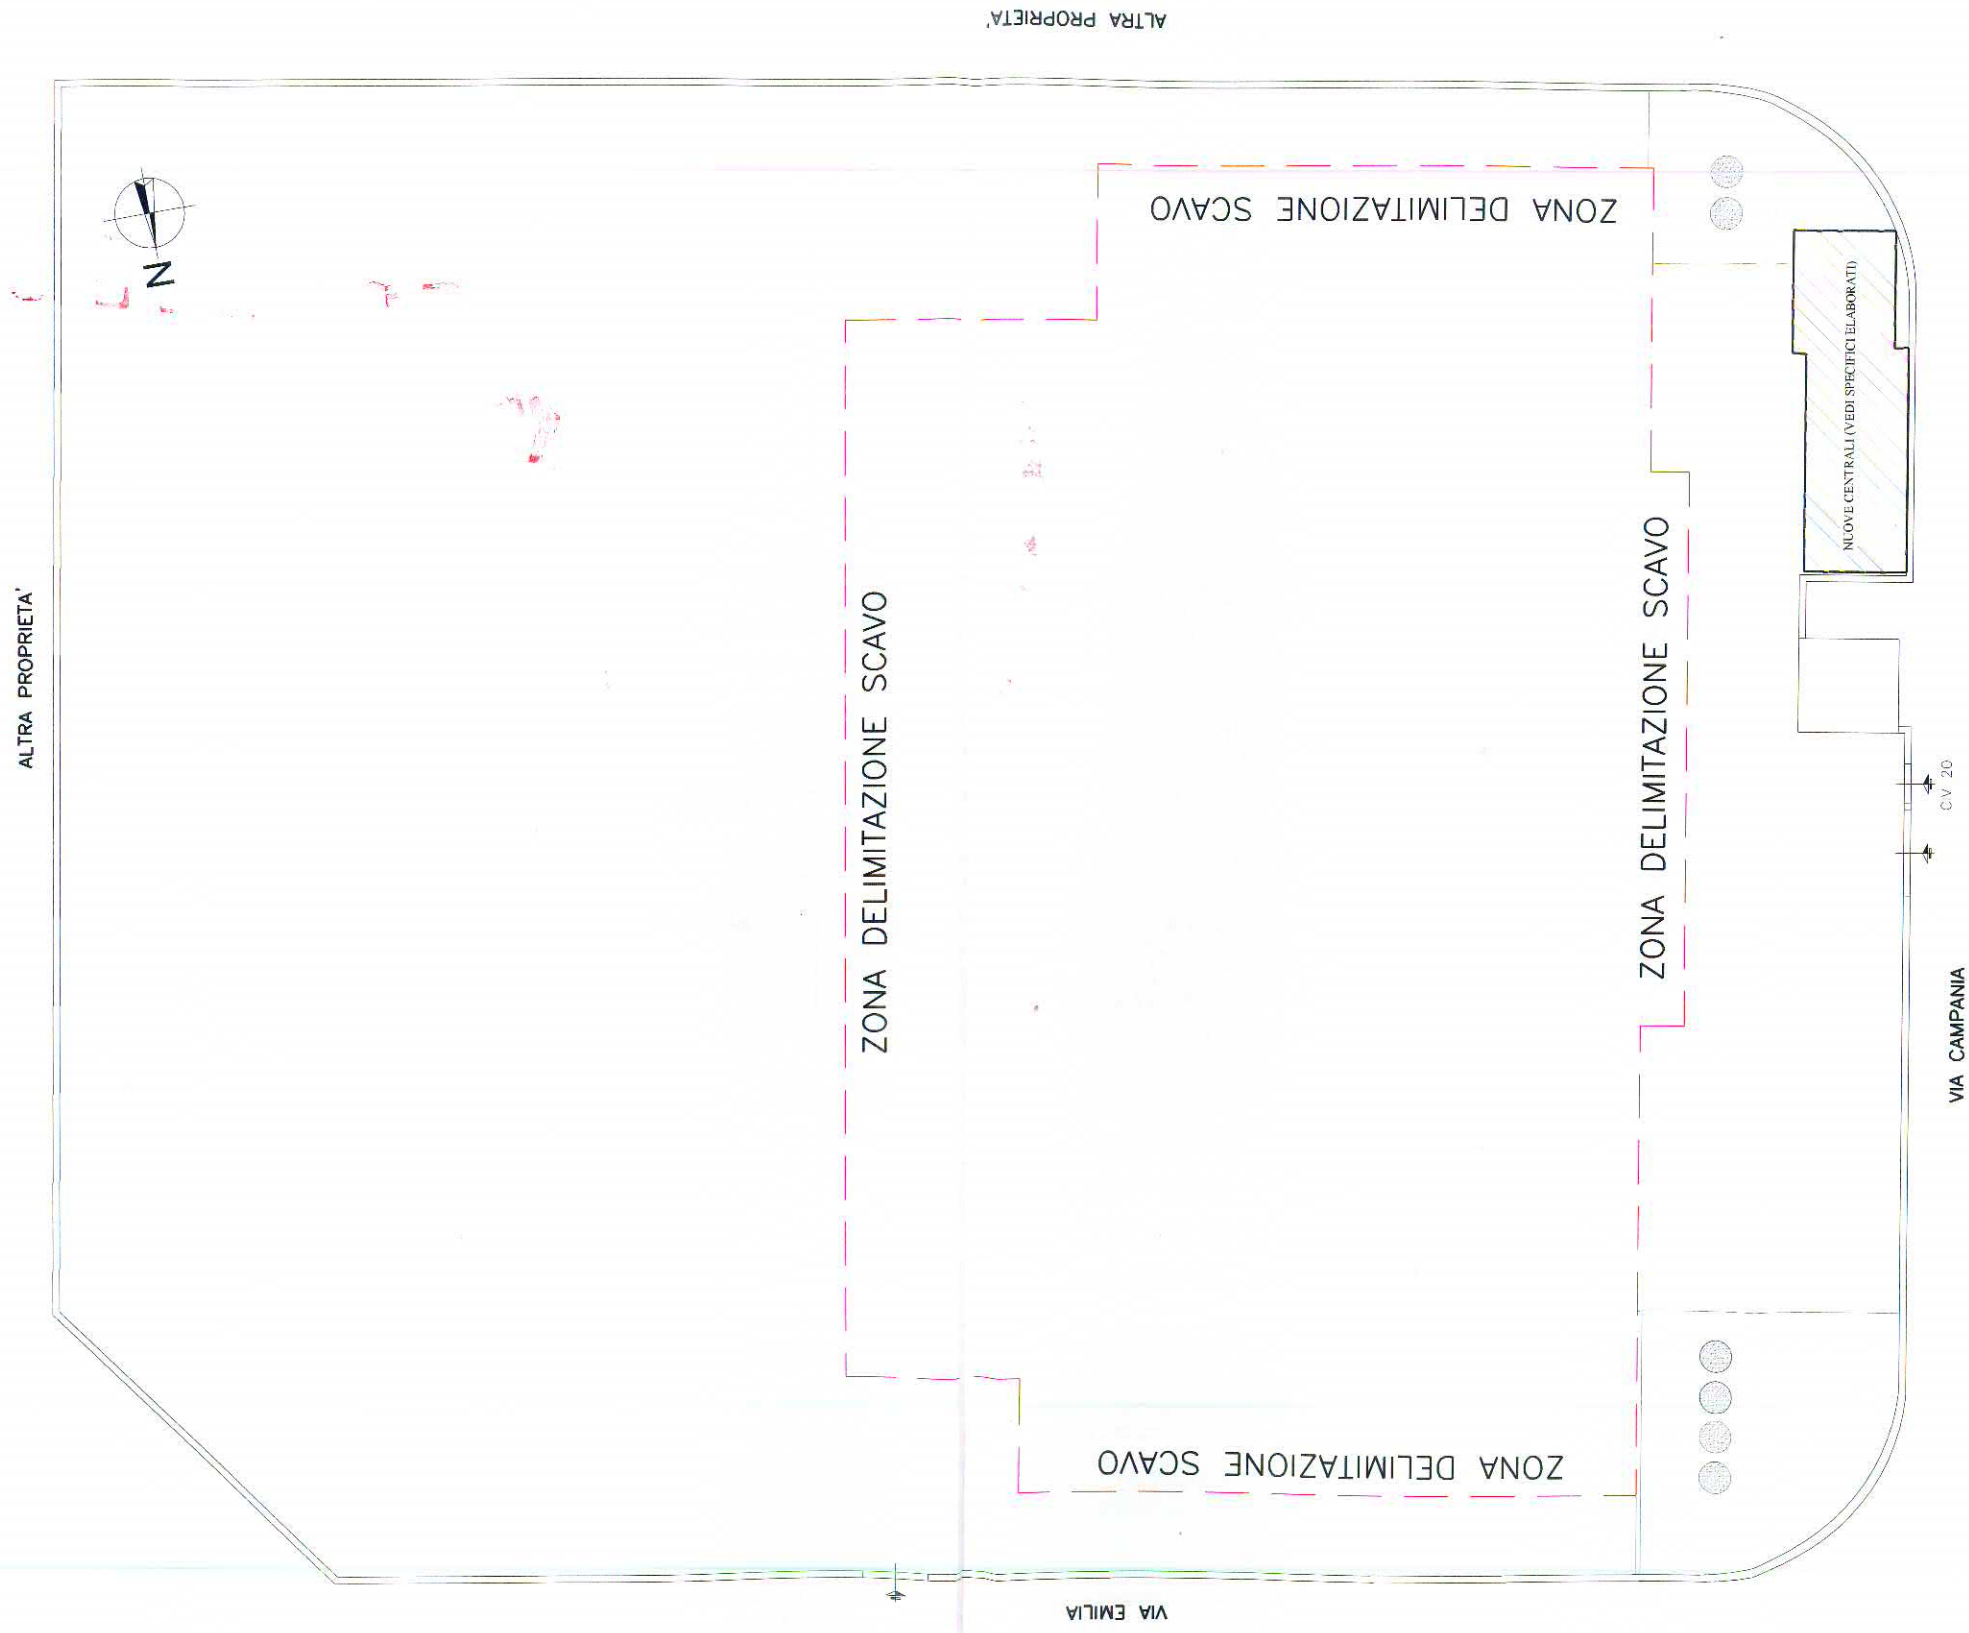 ALTRA PROPRIETA'
ZONA DELIMITAZIONE SCAVO
N
NUOVE CENTRALI (VEDI SPECIFICI ELABORATI)
ALTRA PROPRIETA'
ZONA DELIMITAZIONE SCAVO
ZONA DELIMITAZIONE SCAVO
CIV 20
VIA CAMPANIA
ZONA DELIMITAZIONE SCAVO
VIA EMILIA